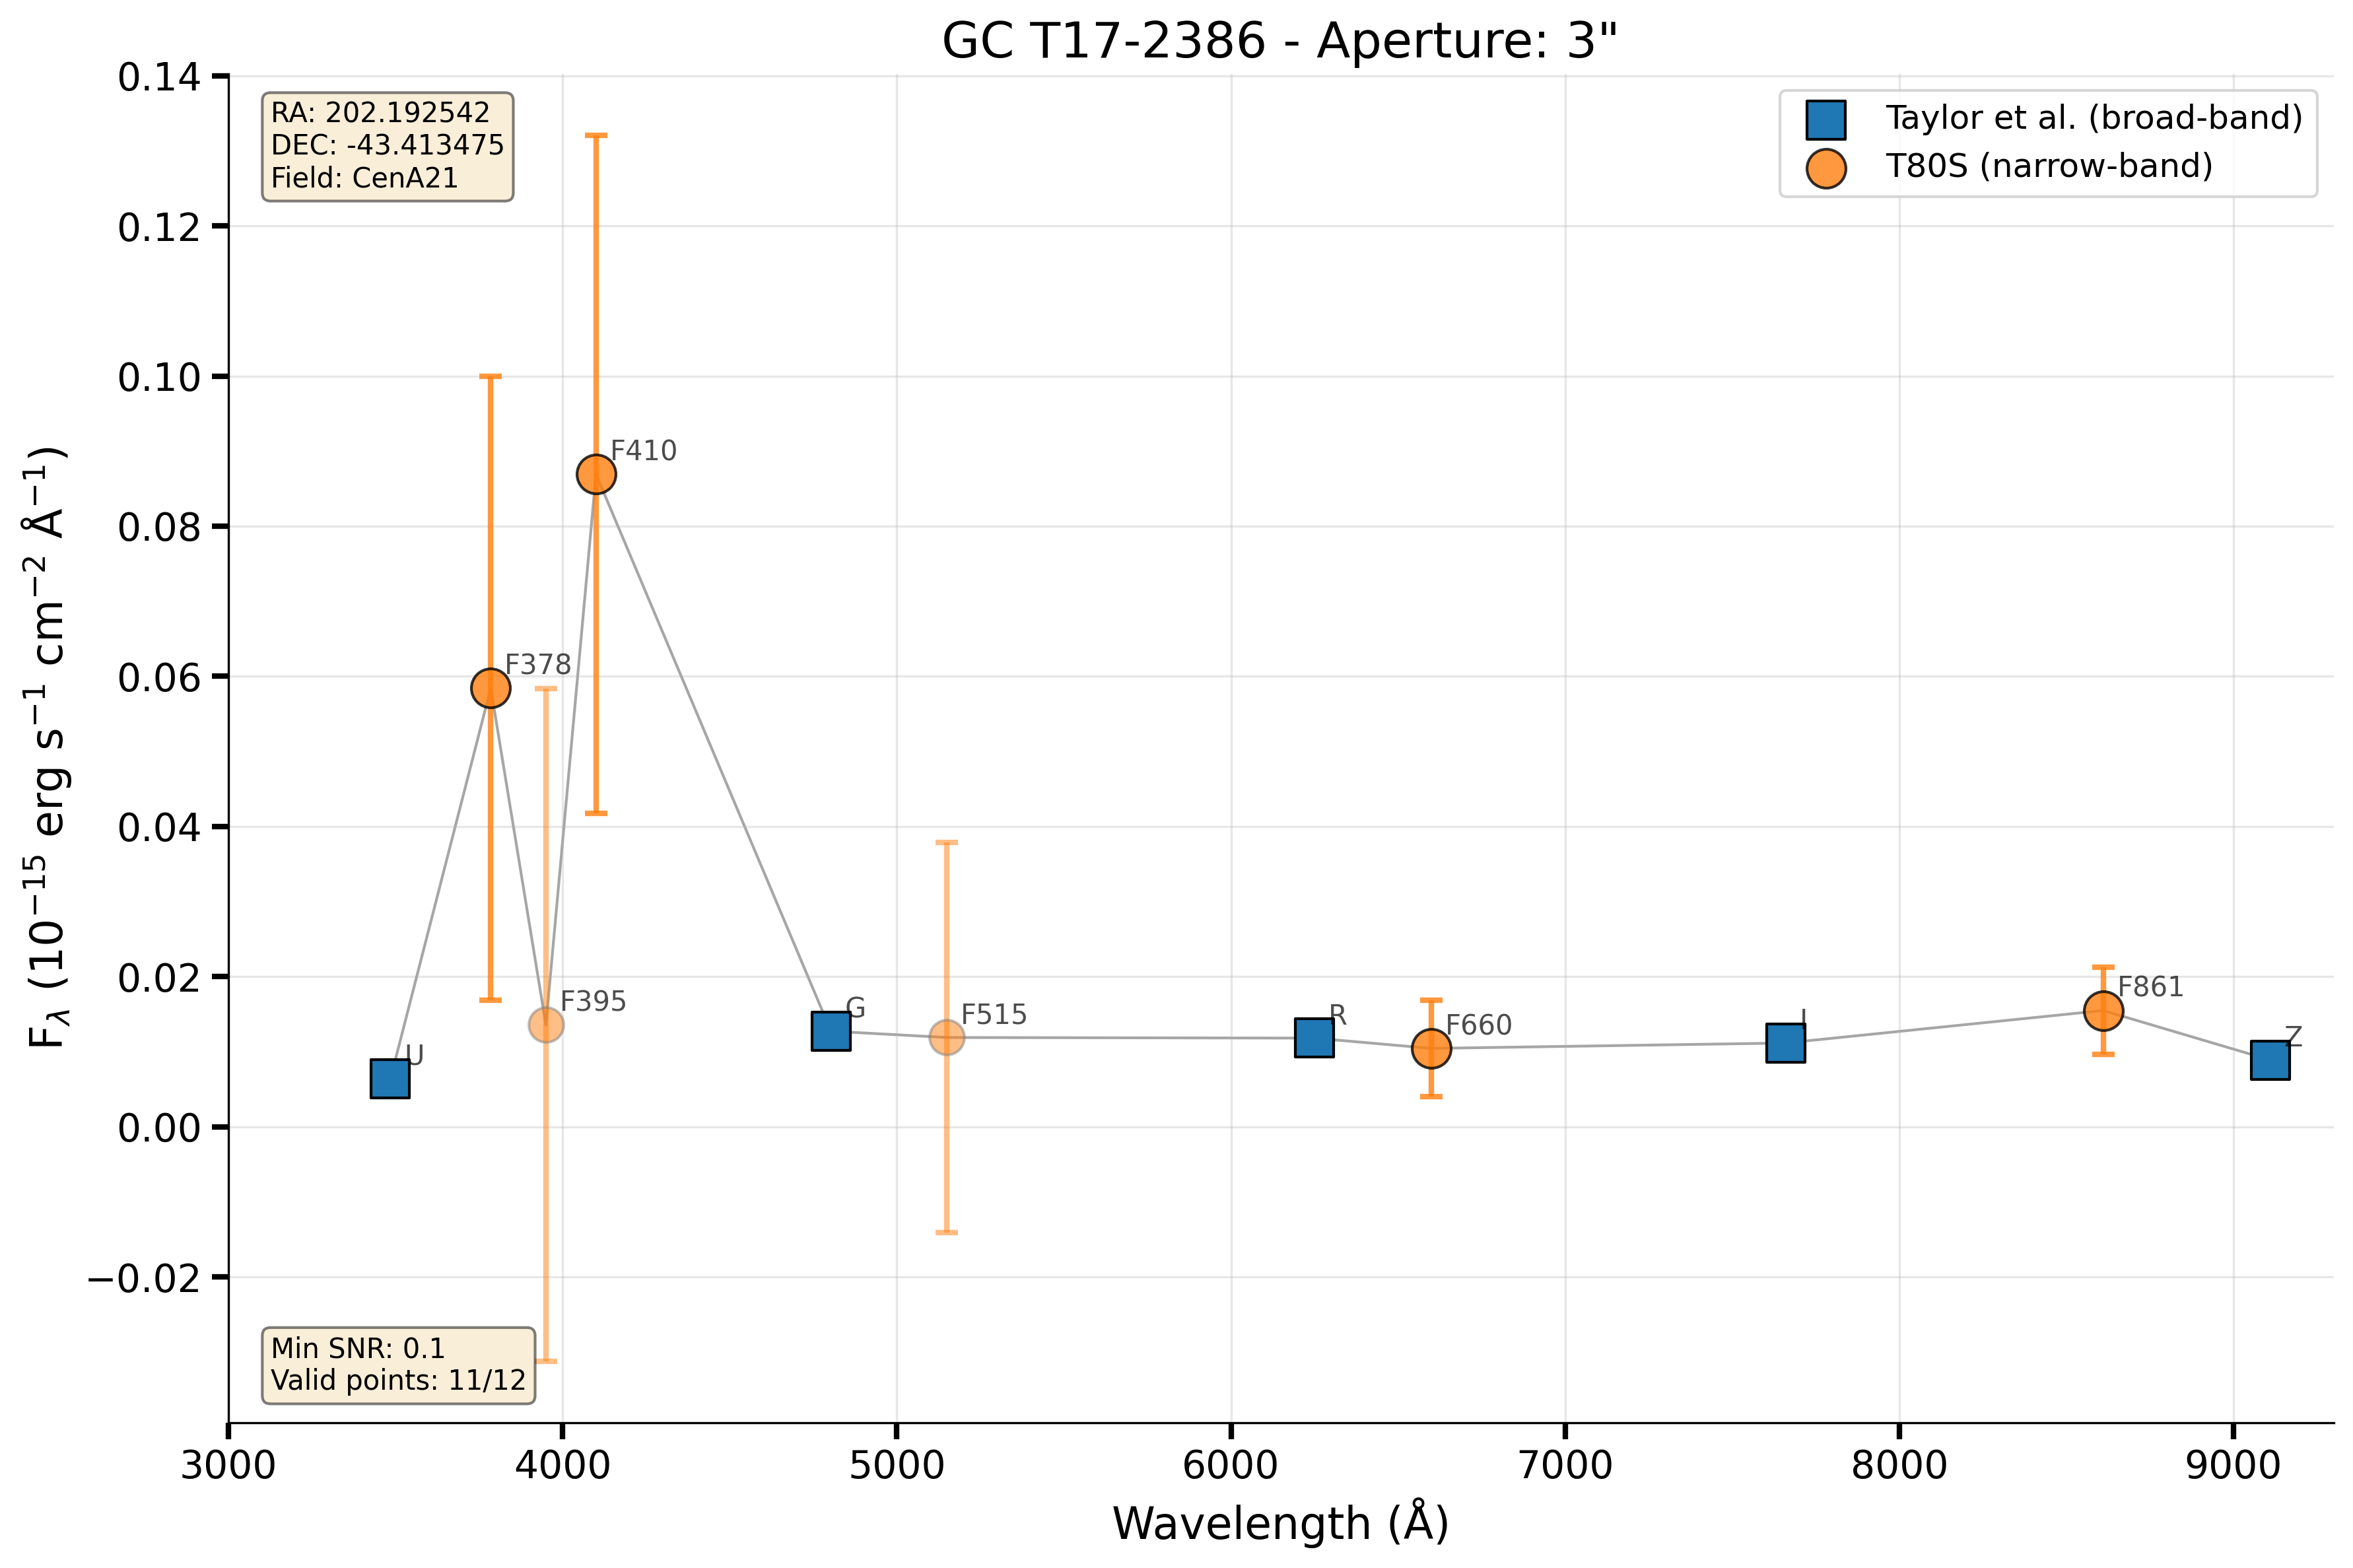 GC T17-2386 - Aperture: 3"
RA: 202.192542
DEC: -43.413475
Field: CenA21
Taylor et al. (broad-band)
T80S (narrow-band)
F_λ (10⁻¹⁵ erg s⁻¹ cm⁻² Å⁻¹)
0.14
0.12
0.10
0.08
0.06
0.04
0.02
0.00
−0.02
U
F378
F395
F410
G
F515
R
F660
I
F861
Z
Min SNR: 0.1
Valid points: 11/12
3000
4000
5000
6000
7000
8000
9000
Wavelength (Å)